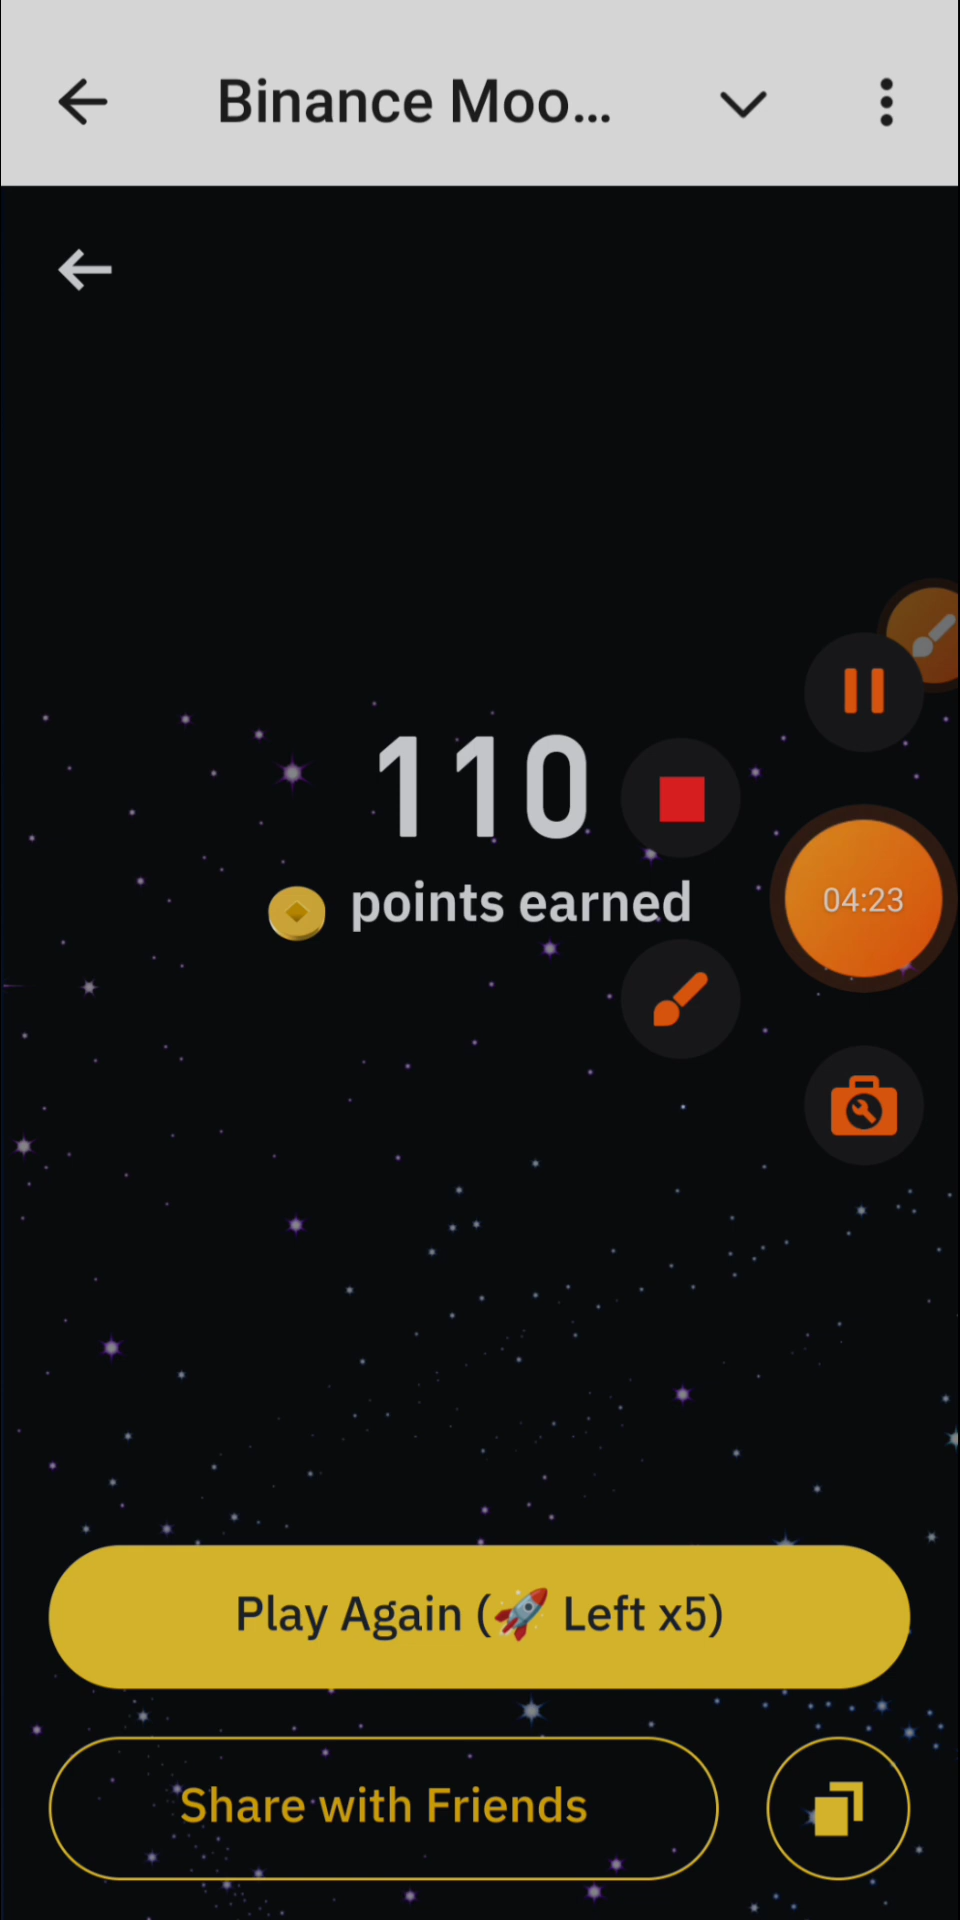 Binance Moo...
110
points earned
04:23
Play Again (🚀 Left x5)
Share with Friends